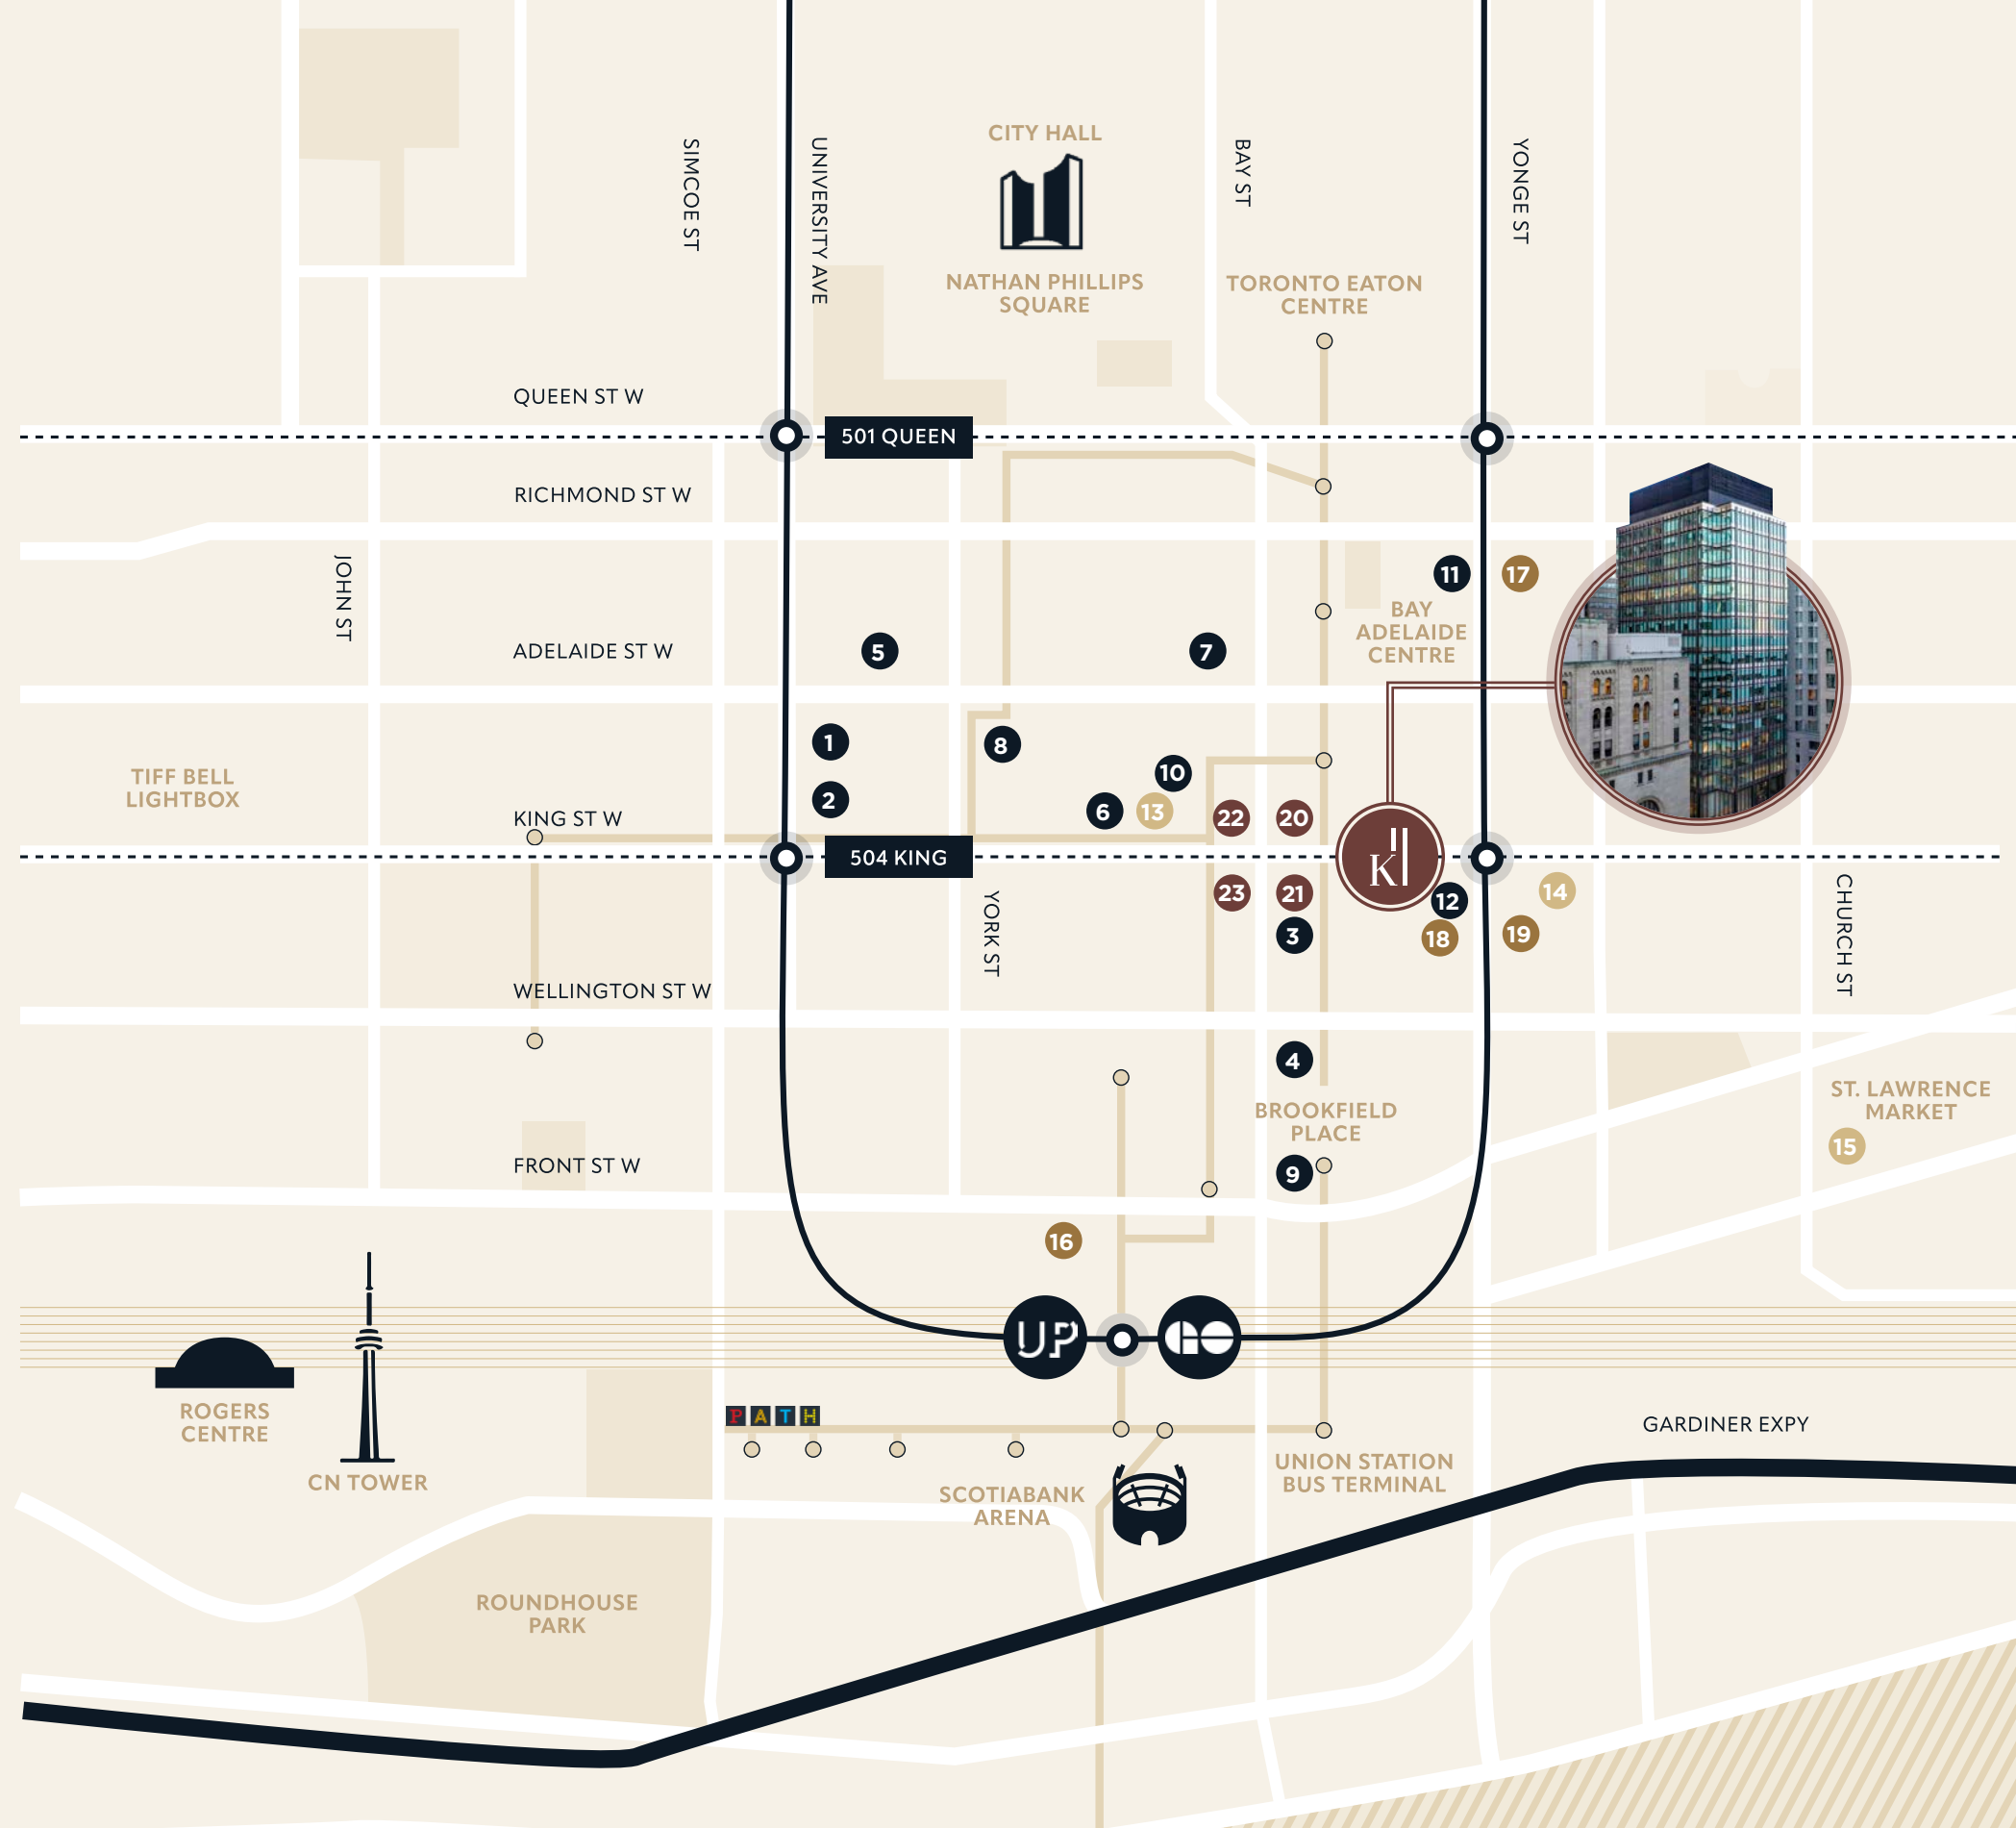 CITY HALL
SIMCOE ST
UNIVERSITY AVE
BAY ST
YONGE ST
NATHAN PHILLIPS
SQUARE
TORONTO EATON
CENTRE
QUEEN ST W
501 QUEEN
RICHMOND ST W
JOHN ST
11
17
BAY
ADELAIDE
CENTRE
ADELAIDE ST W
5
7
1
8
TIFF BELL
LIGHTBOX
10
2
6
13
KING ST W
22
20
504 KING
K
23
21
14
12
CHURCH ST
YORK ST
3
18
19
WELLINGTON ST W
4
ST. LAWRENCE
MARKET
BROOKFIELD
PLACE
15
FRONT ST W
9
16
UP
GO
ROGERS
CENTRE
PATH
GARDINER EXPY
CN TOWER
UNION STATION
BUS TERMINAL
SCOTIABANK
ARENA
ROUNDHOUSE
PARK